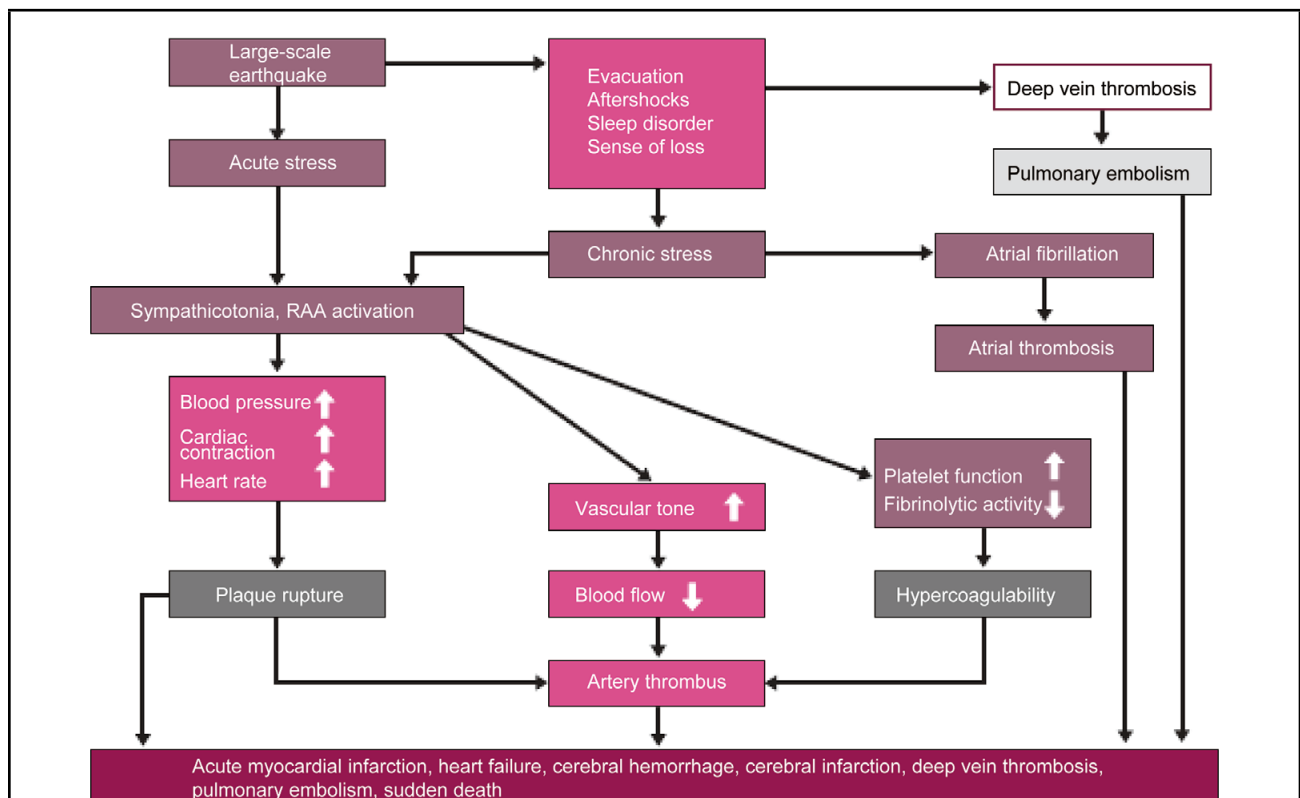 Large-scale
earthquake
Evacuation
Aftershocks
Sleep disorder
Sense of loss
Deep vein thrombosis
Acute stress
Pulmonary embolism
Chronic stress
Atrial fibrillation
Sympathicotonia, RAA activation
Atrial thrombosis
Blood pressure
Cardiac
contraction
Heart rate
Vascular tone
Platelet function
Fibrinolytic activity
Plaque rupture
Blood flow
Hypercoagulability
Artery thrombus
Acute myocardial infarction, heart failure, cerebral hemorrhage, cerebral infarction, deep vein thrombosis,
pulmonary embolism, sudden death